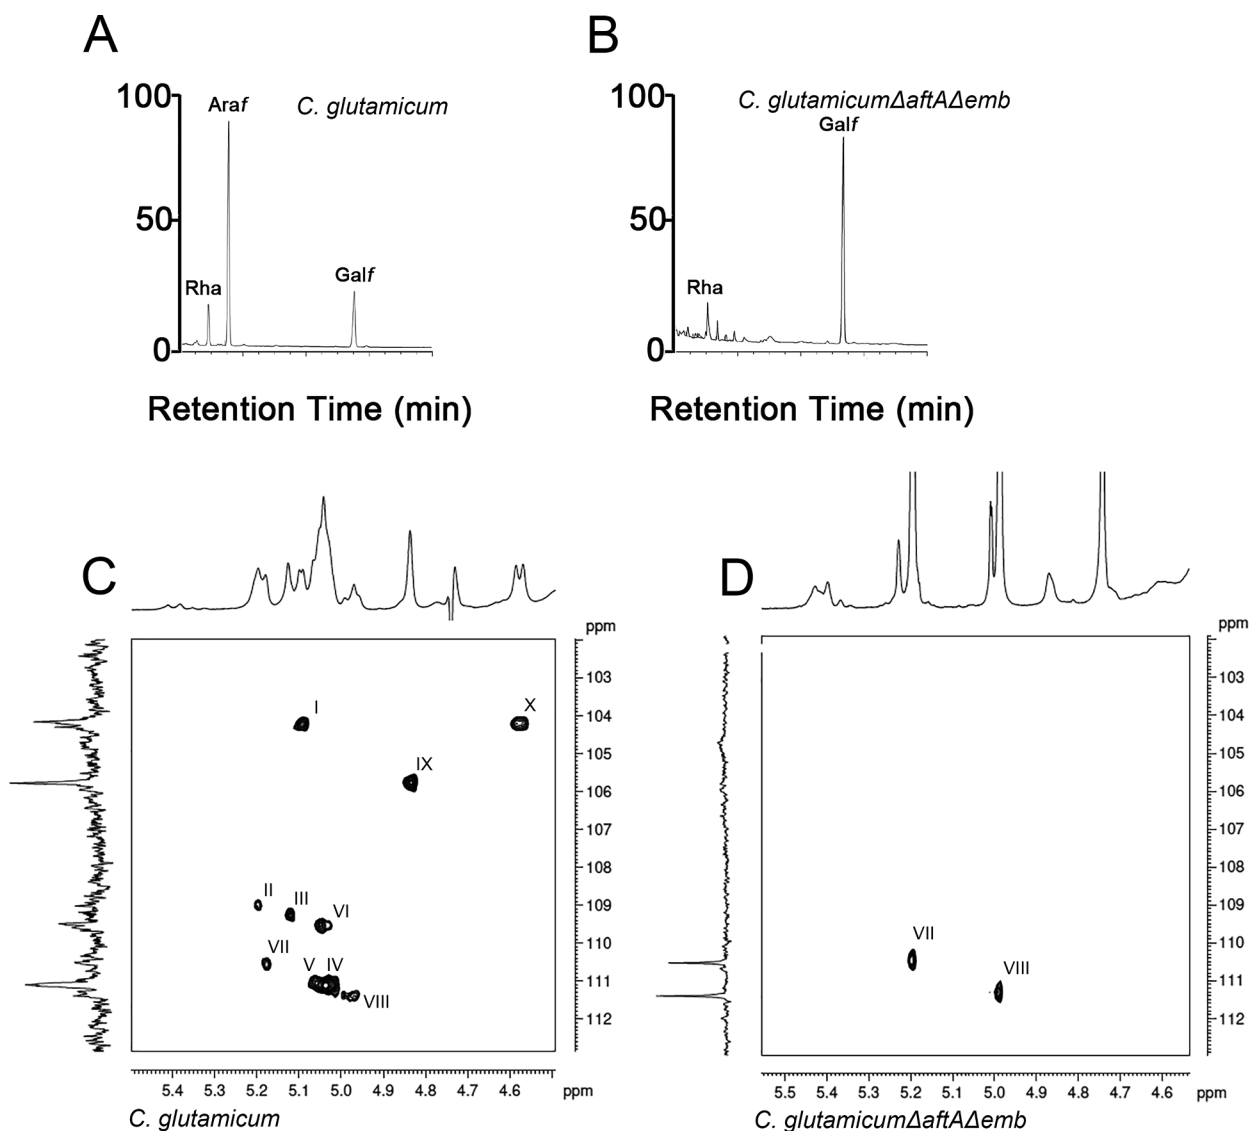 A
B
100
50
0
Araf
Rha
Galf
C. glutamicum
Retention Time (min)
100
50
0
C. glutamicumΔaftAΔemb
Galf
Rha
Retention Time (min)
C
I
X
IX
II
III
VI
VII
V
IV
VIII
ppm
103
104
105
106
107
108
109
110
111
112
5.4 5.3 5.2 5.1 5.0 4.9 4.8 4.7 4.6 ppm
C. glutamicum
D
VII
VIII
ppm
103
104
105
106
107
108
109
110
111
112
5.5 5.4 5.3 5.2 5.1 5.0 4.9 4.8 4.7 4.6 ppm
C. glutamicumΔaftAΔemb